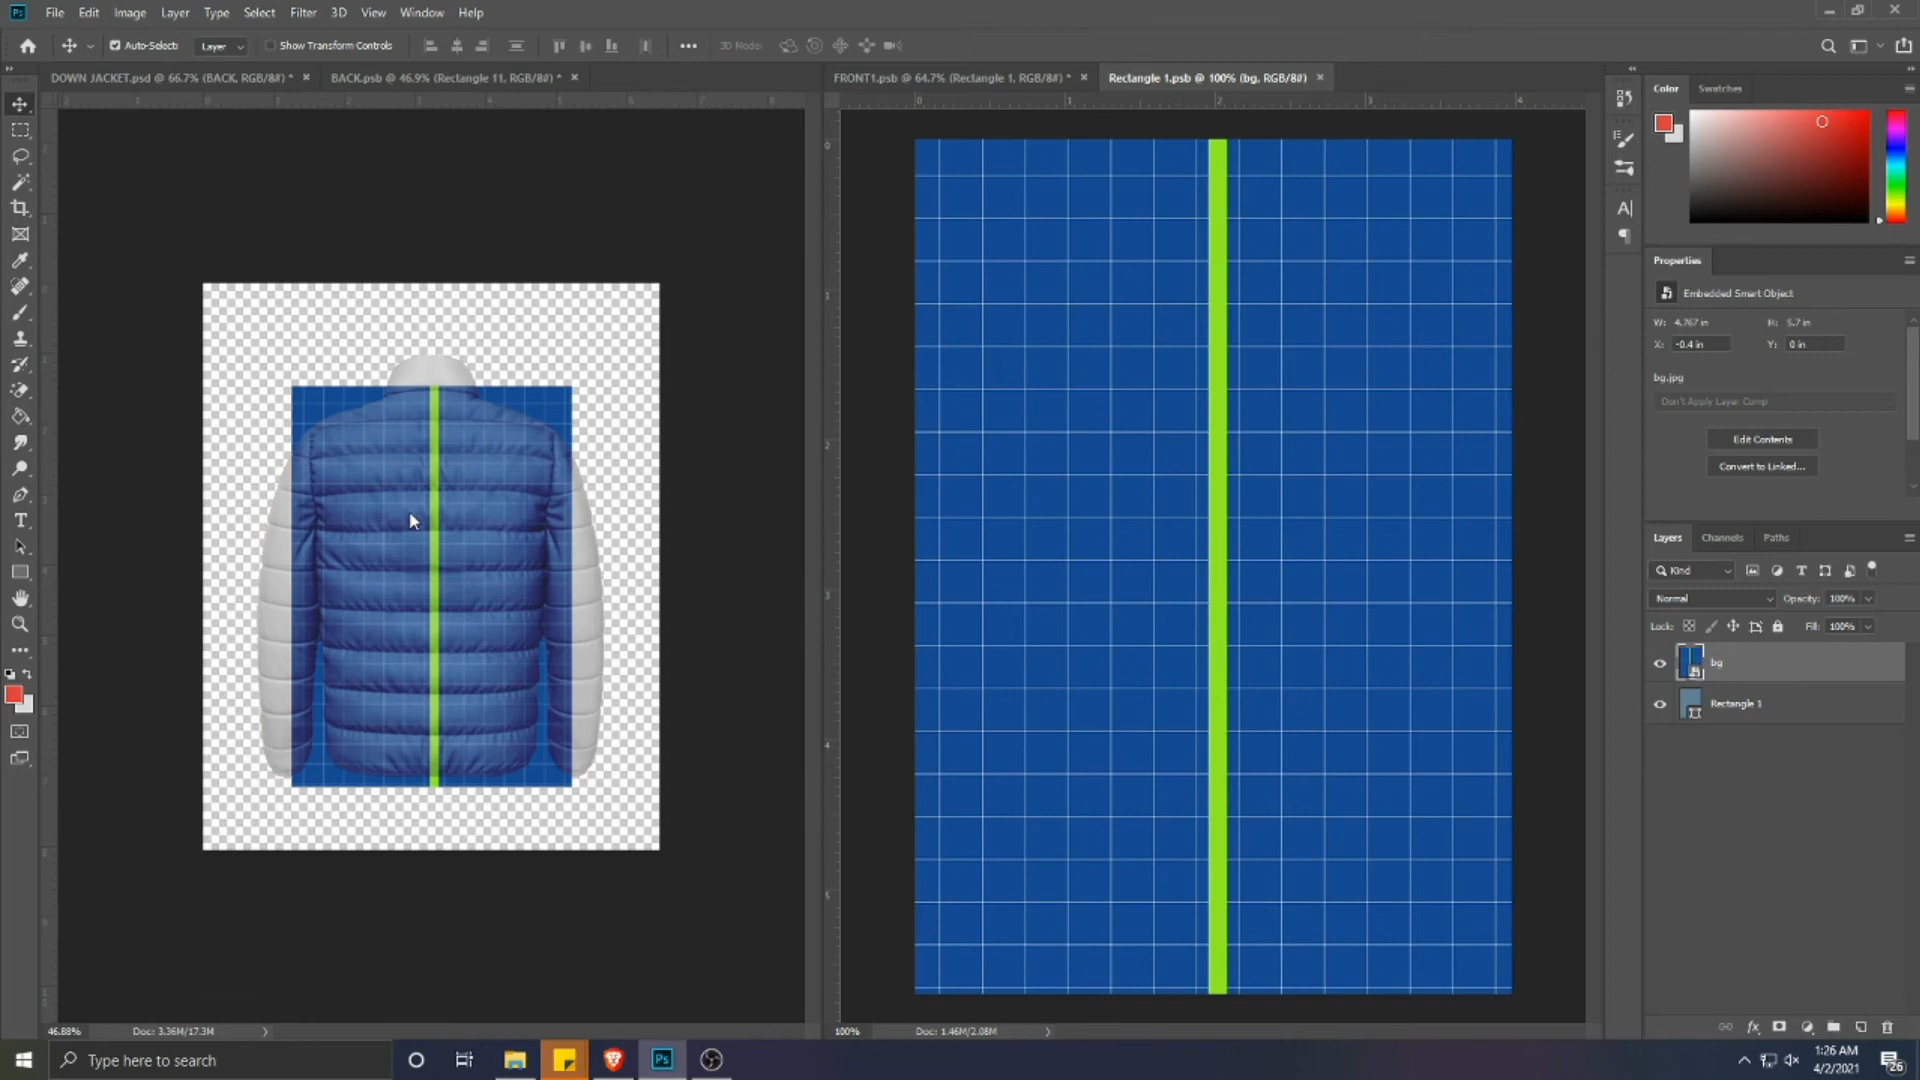 Ps File Edit Image Layer Type Select Filter 3D View Window Help
Auto-Select: Layer Show Transform Controls ••• 3D Mode:
DOWN JACKET.psd @ 66.7% (BACK, RGB/8#) * × BACK.psb @ 46.9% (Rectangle 11, RGB/8#) * × FRONT1.psb @ 64.7% (Rectangle 1, RGB/8#) * × Rectangle 1.psb @ 100% (bg, RGB/8#) ×
Color Swatches
Properties
Embedded Smart Object
W: 4.767 in H: 5.7 in
X: -0.4 in Y: 0 in
bg.jpg
Don't Apply Layer Comp
Edit Contents
Convert to Linked...
Layers Channels Paths
Kind
Normal Opacity: 100%
Lock: Fill: 100%
bg
Rectangle 1
46.88% Doc: 3.36M/17.3M 100% Doc: 1.46M/2.08M
Type here to search
Ps
1:26 AM
4/2/2021
26